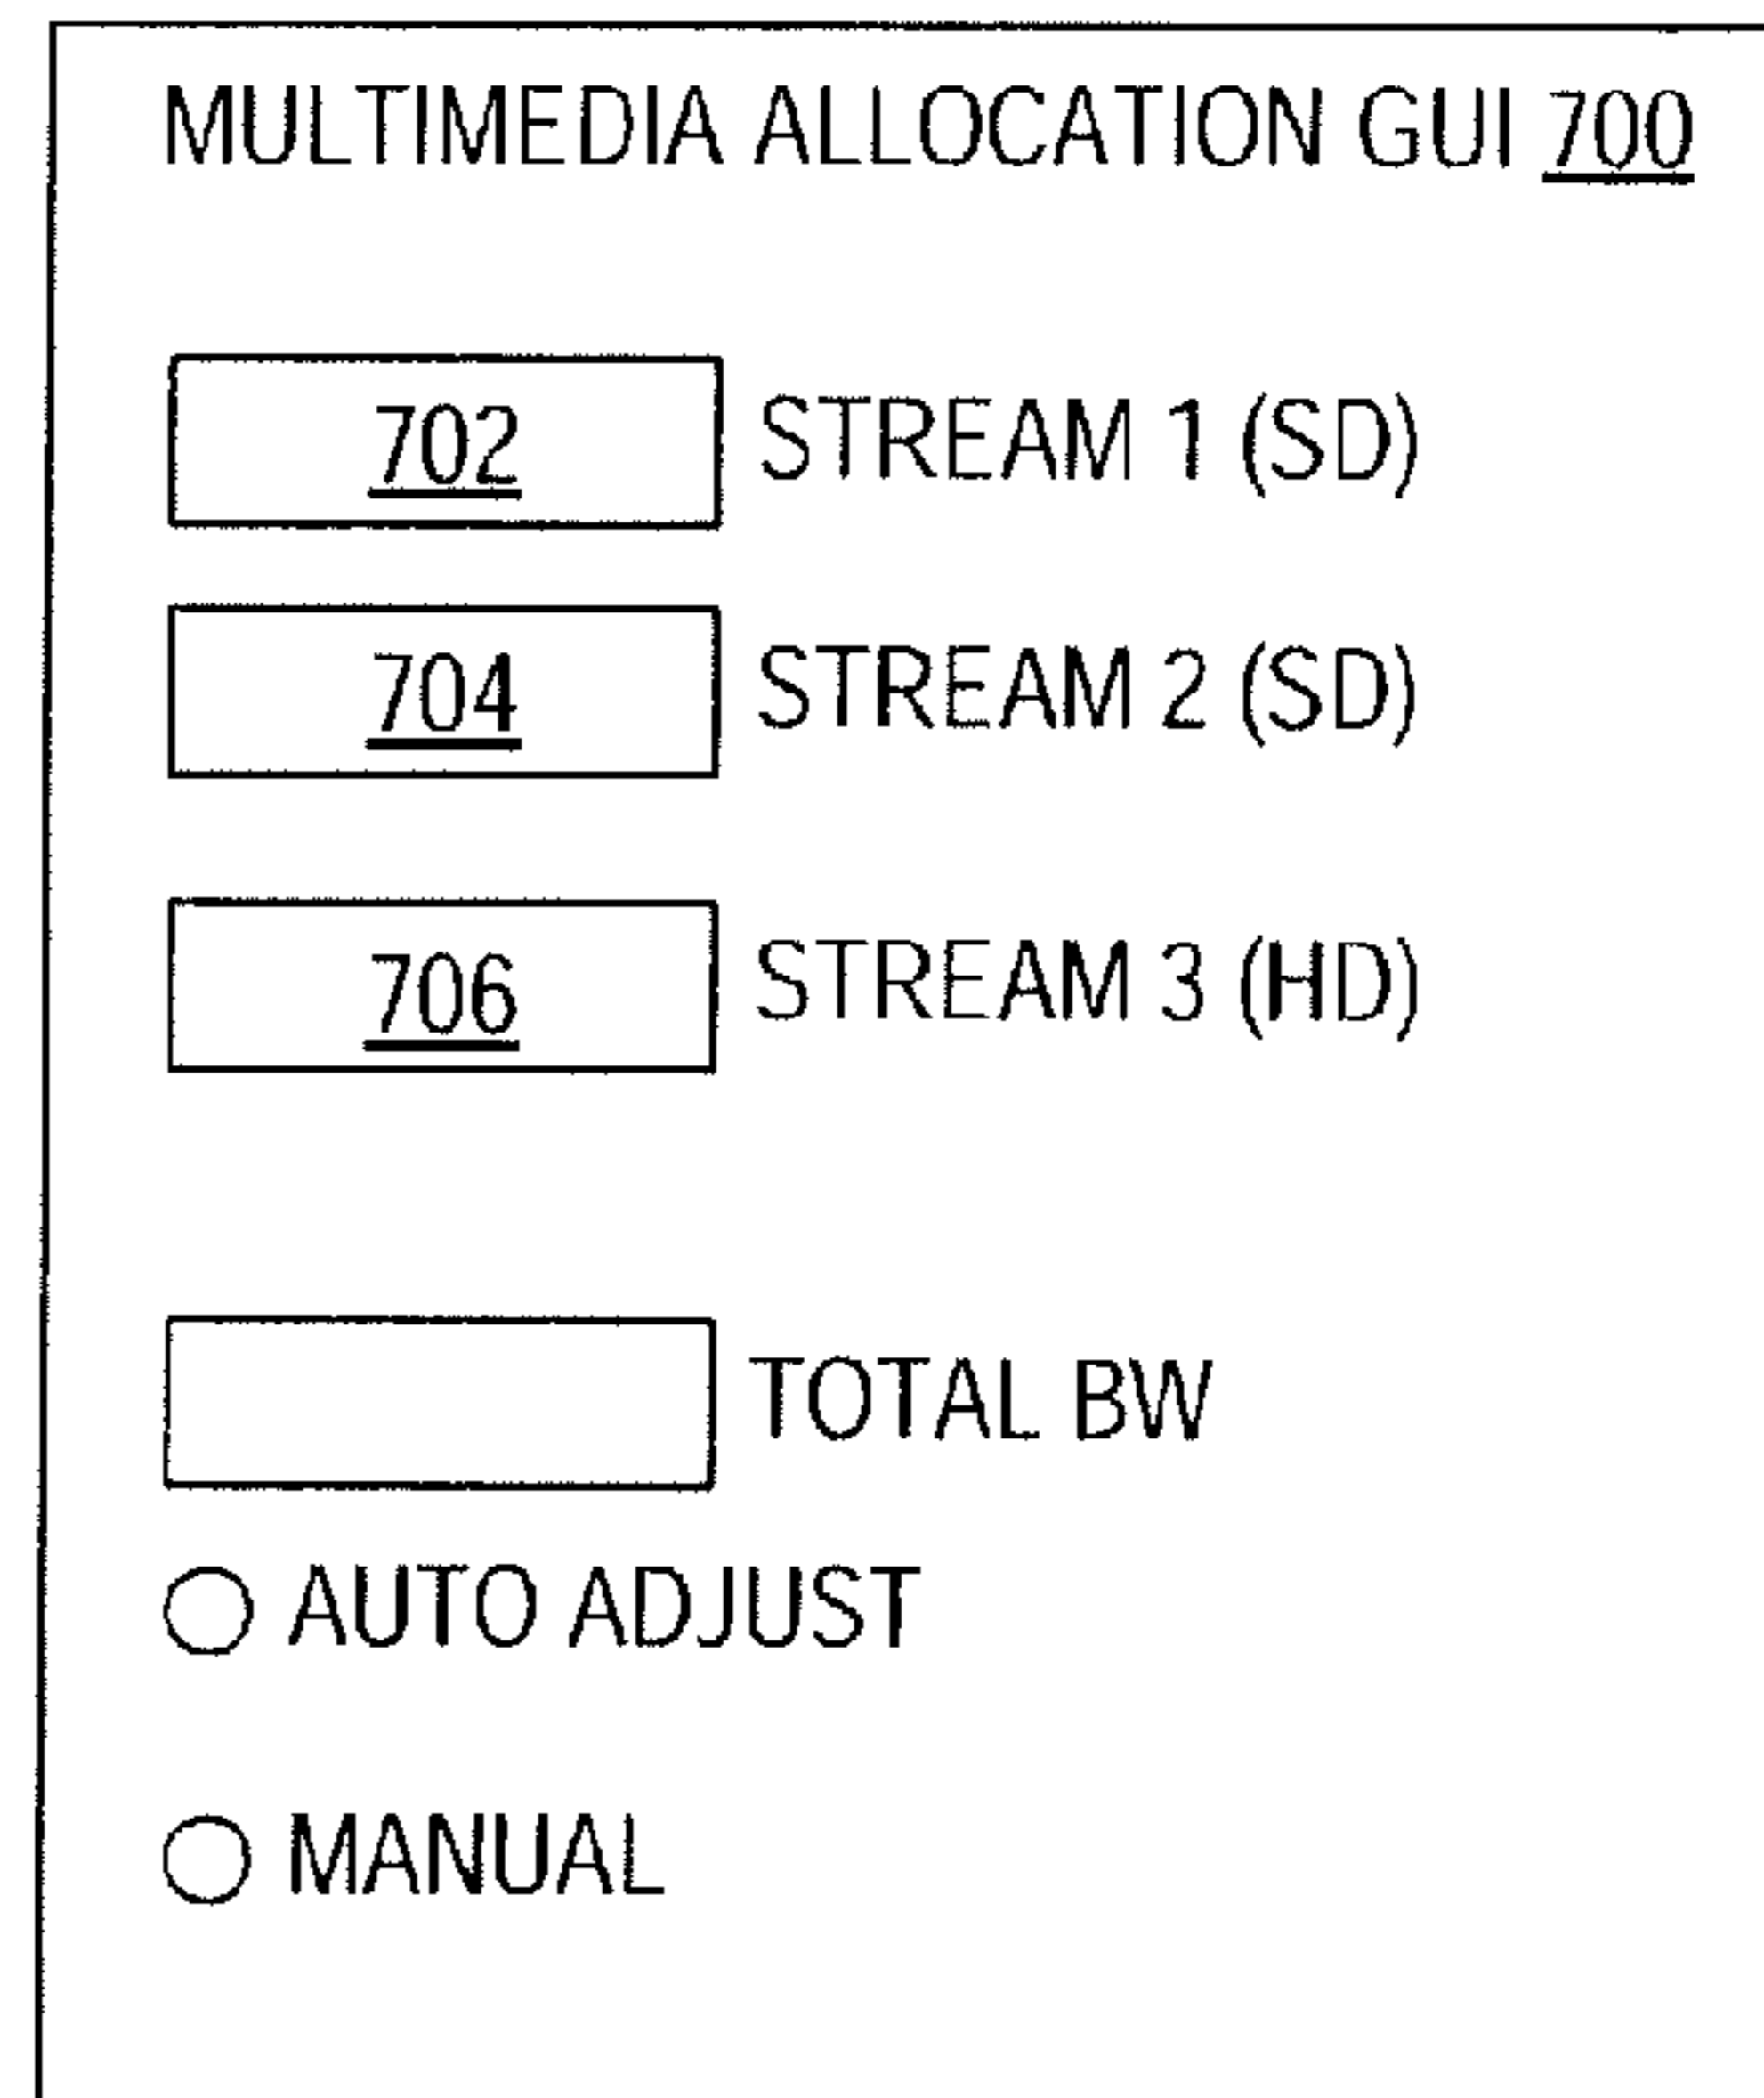 MULTIMEDIA ALLOCATION GUI 700
702 STREAM 1 (SD)
704 STREAM 2 (SD)
706 STREAM 3 (HD)
TOTAL BW
AUTO ADJUST
MANUAL